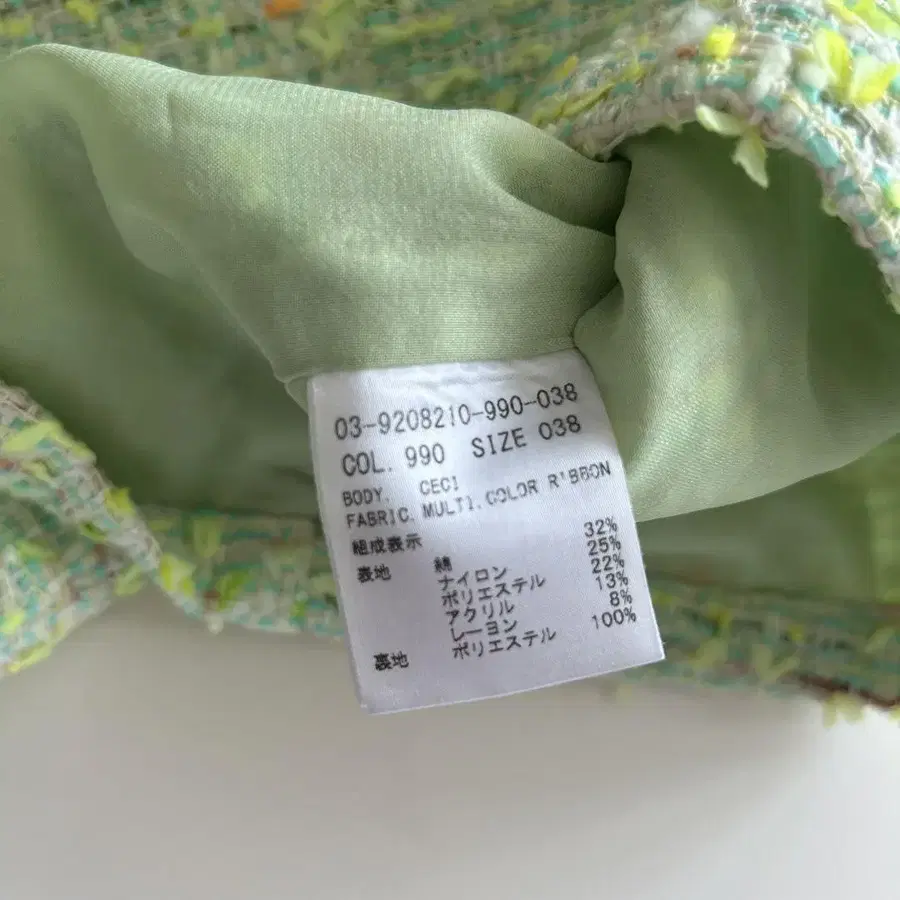 03-9208210-990-038
COL. 990 SIZE 038
BODY. CECI
FABRIC. MULTI.COLOR RIBBON
組成表示
表地 綿 32%
ナイロン 25%
ポリエステル 22%
アクリル 13%
レーヨン 8%
裏地 ポリエステル 100%